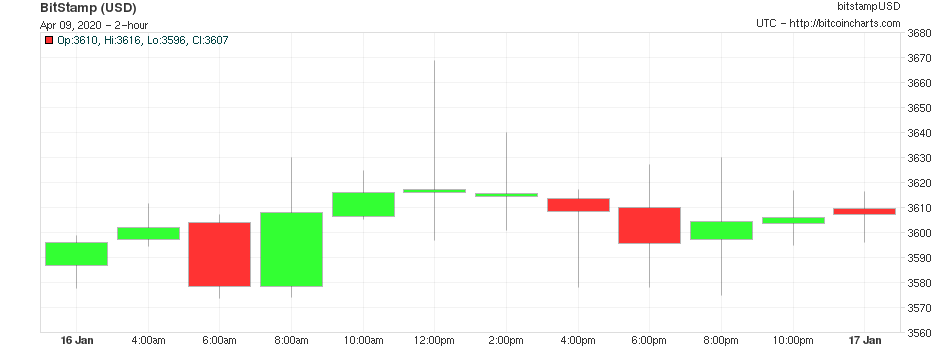 BitStamp (USD)
bitstampUSD
Apr 09, 2020 - 2-hour
UTC - http://bitcoincharts.com
Op:3610, Hi:3616, Lo:3596, Cl:3607
3680
3670
3660
3650
3640
3630
3620
3610
3600
3590
3580
3570
3560
16 Jan 4:00am 6:00am 8:00am 10:00am 12:00pm 2:00pm 4:00pm 6:00pm 8:00pm 10:00pm 17 Jan